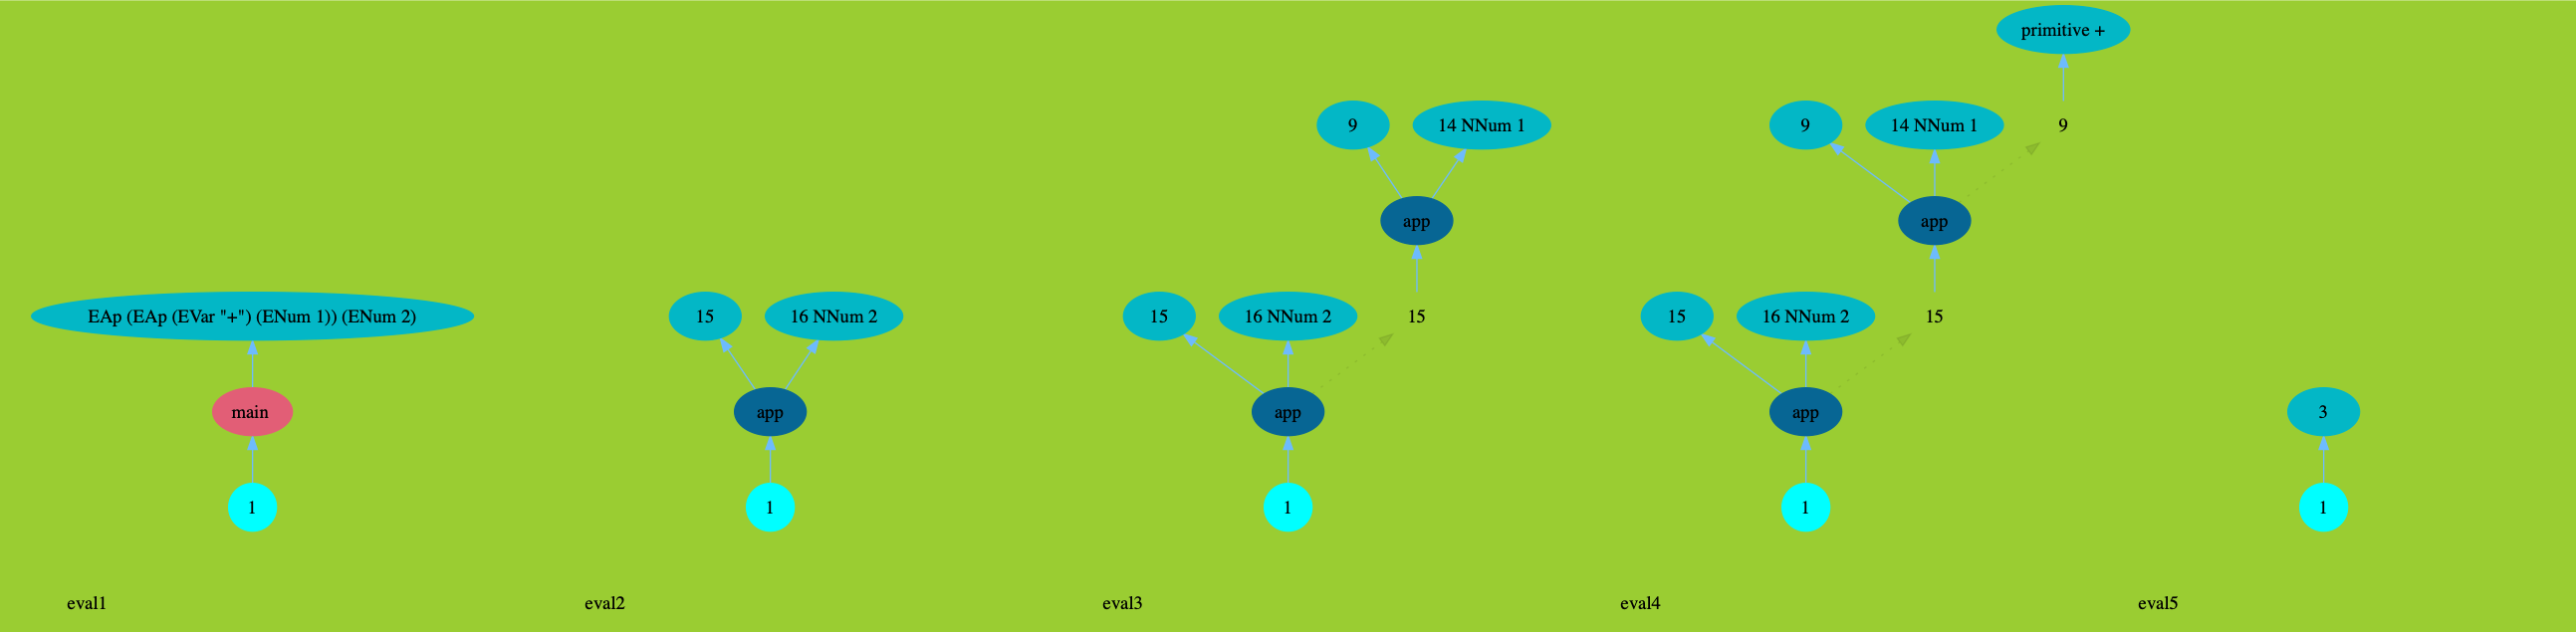 primitive +
9
14 NNum 1
9
14 NNum 1
9
app
app
EAp (EAp (EVar "+") (ENum 1)) (ENum 2)
15
16 NNum 2
15
16 NNum 2
15
15
16 NNum 2
15
main
app
app
app
3
1
1
1
1
1
eval1
eval2
eval3
eval4
eval5